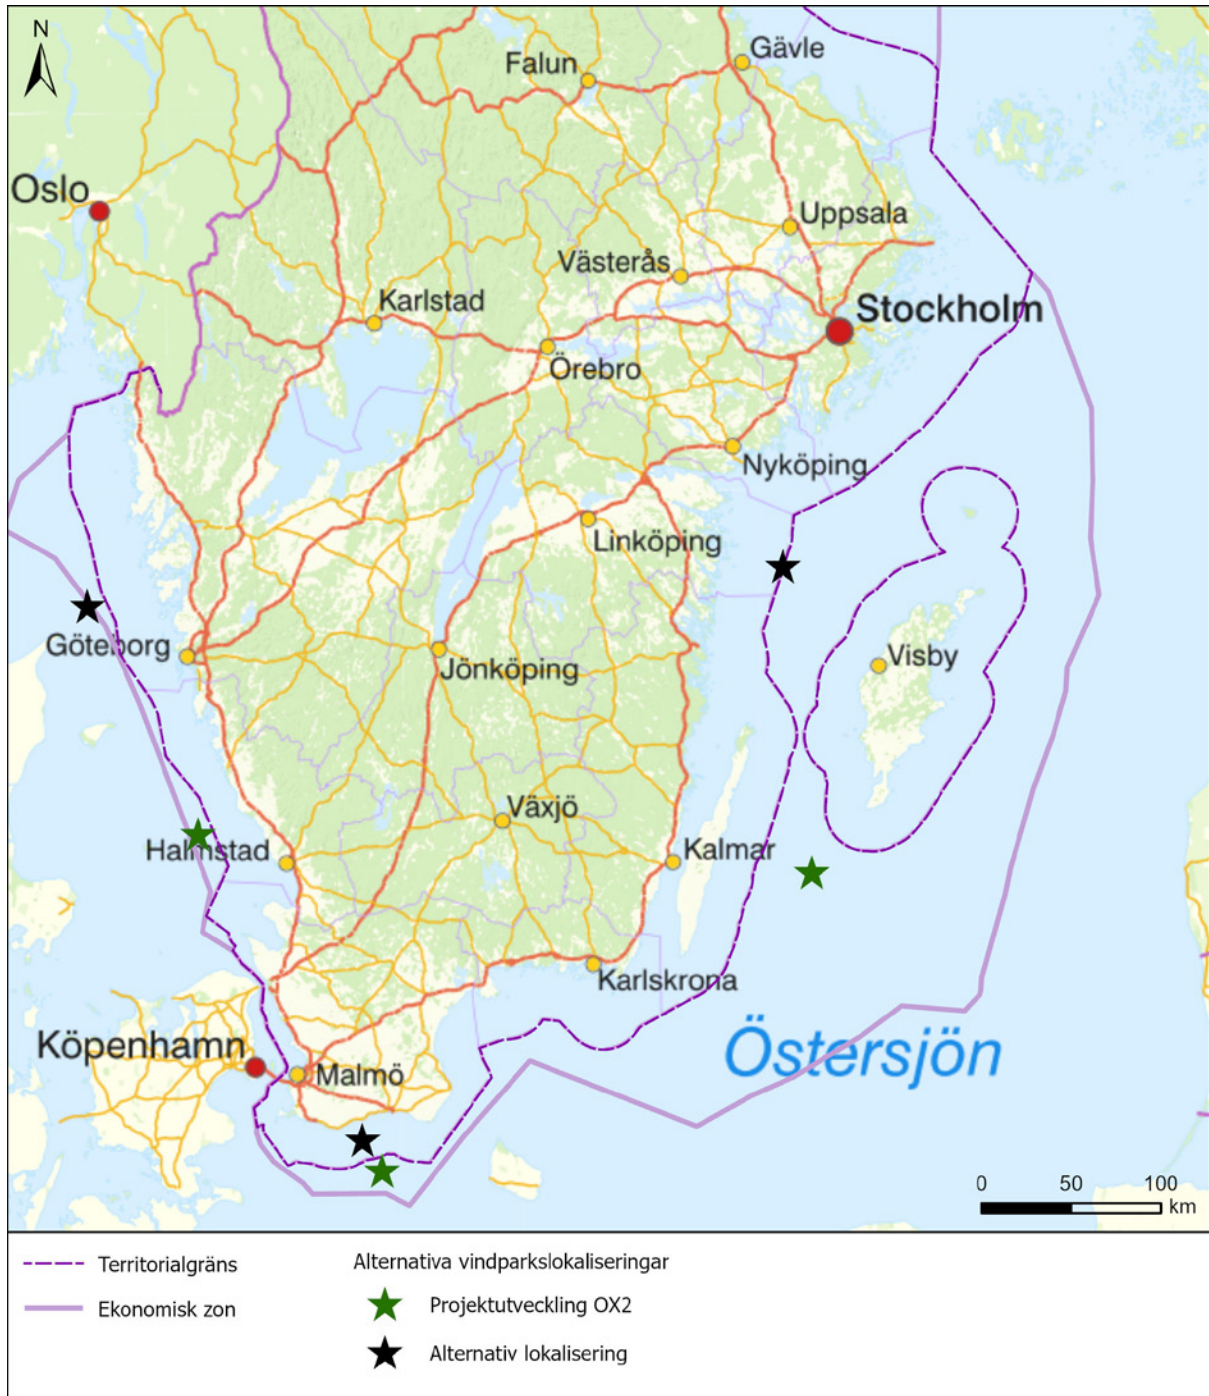 N
Gävle
Falun
Oslo
Uppsala
Västerås
Karlstad
Stockholm
Örebro
Nyköping
Linköping
Göteborg
Jönköping
Visby
Växjö
Halmstad
Kalmar
Karlskrona
Köpenhamn
Östersjön
Malmö
0 50 100
km
Territorialgräns
Ekonomisk zon
Alternativa vindparkslokaliseringar
Projektutveckling OX2
Alternativ lokalisering